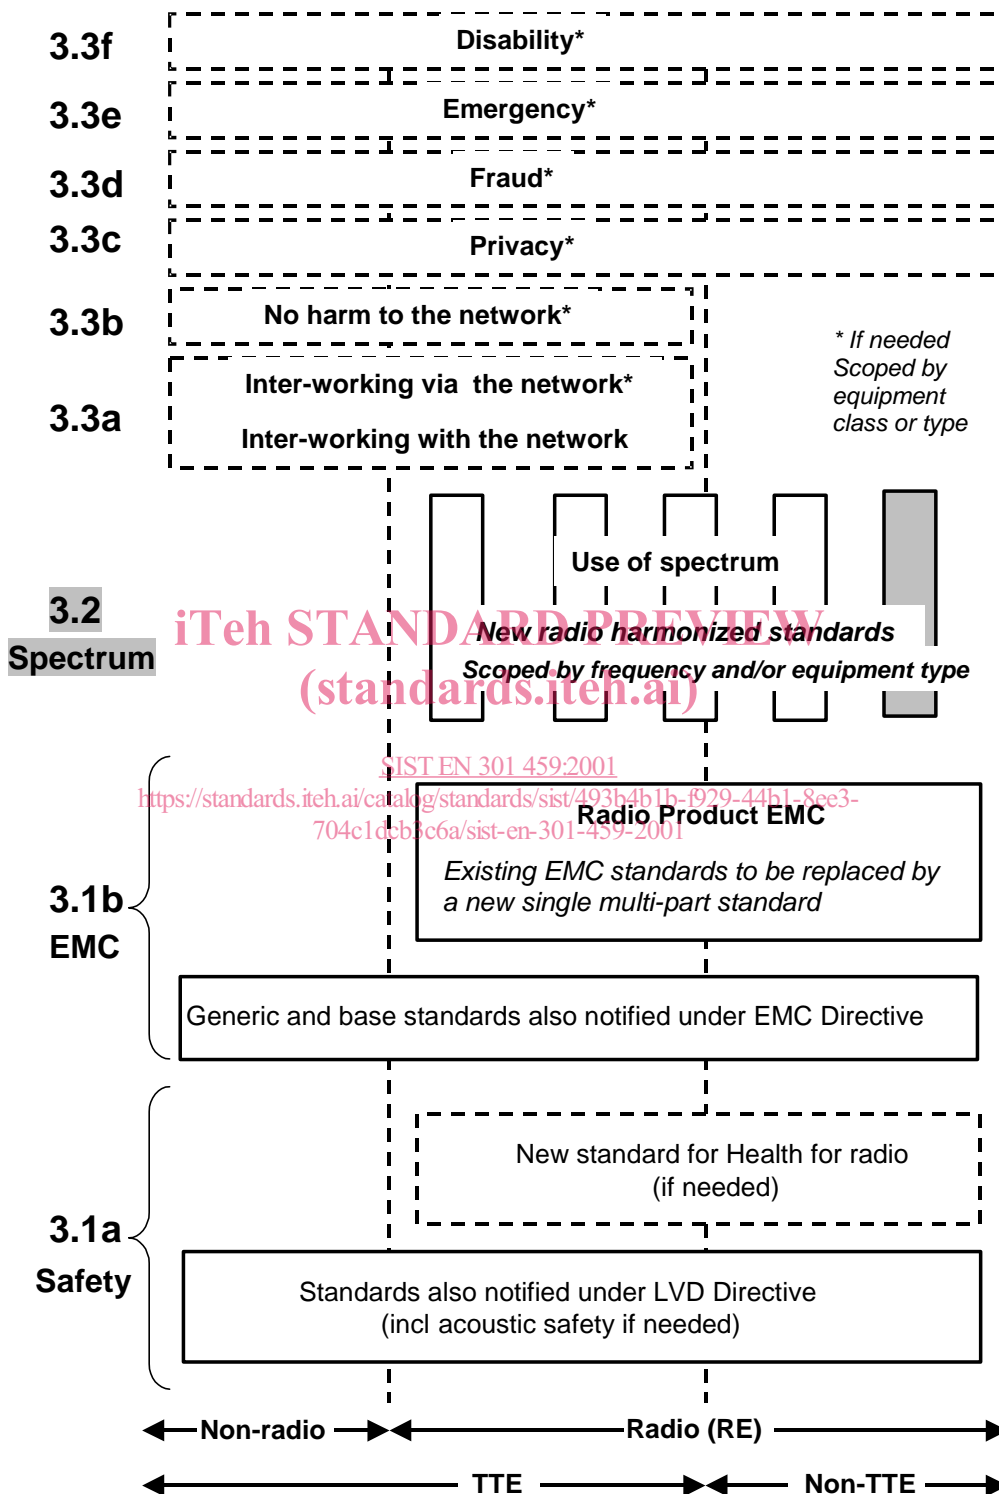 3.3f
Disability*
3.3e
Emergency*
3.3d
Fraud*
3.3c
Privacy*
3.3b
No harm to the network*
* If needed
Scoped by
equipment
class or type
3.3a
Inter-working via the network*
Inter-working with the network
Use of spectrum
3.2
Spectrum
iTeh STANDARD PREVIEW
(standards.iteh.ai)
New radio harmonized standards
Scoped by frequency and/or equipment type
SIST EN 301 459:2001
https://standards.iteh.ai/catalog/standards/sist/493b4b1b-f929-44b1-8ee3-
704c1dcb3c6a/sist-en-301-459-2001
Radio Product EMC
Existing EMC standards to be replaced by
a new single multi-part standard
3.1b
EMC
Generic and base standards also notified under EMC Directive
New standard for Health for radio
(if needed)
3.1a
Safety
Standards also notified under LVD Directive
(incl acoustic safety if needed)
Non-radio
Radio (RE)
TTE
Non-TTE